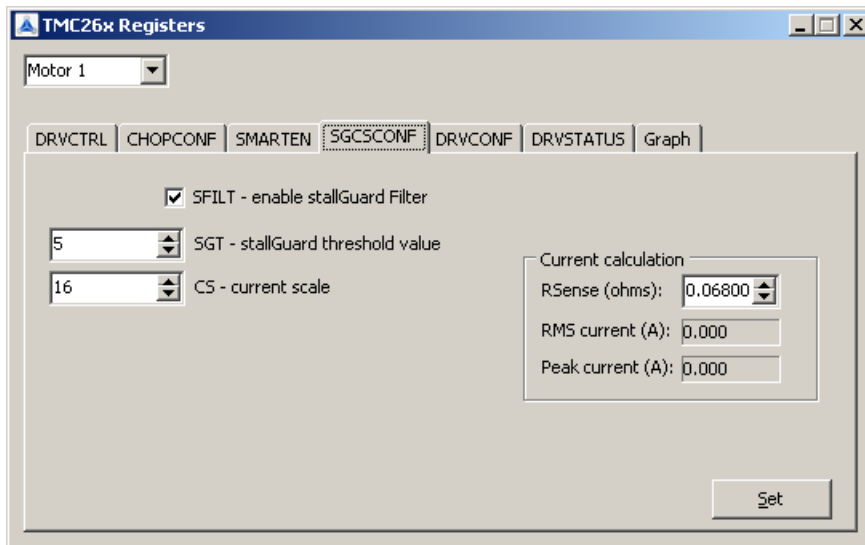 TMC26x Registers
Motor 1
DRVCTRL CHOPCONF SMARTEN SGCSCONF DRVCONF DRVSTATUS Graph
SFILT - enable stallGuard Filter
5 SGT - stallGuard threshold value
16 CS - current scale
Current calculation
RSense (ohms): 0.06800
RMS current (A): 0.000
Peak current (A): 0.000
Set